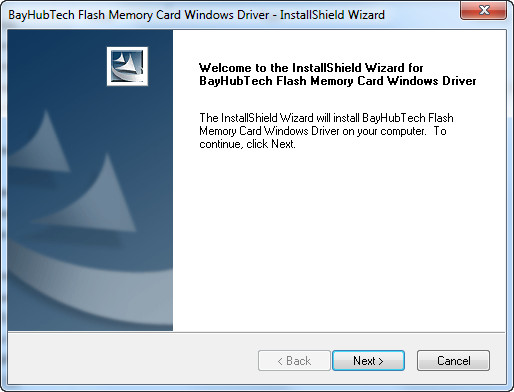 BayHubTech Flash Memory Card Windows Driver - InstallShield Wizard
Welcome to the InstallShield Wizard for
BayHubTech Flash Memory Card Windows Driver
The InstallShield Wizard will install BayHubTech Flash
Memory Card Windows Driver on your computer. To
continue, click Next.
< Back
Next >
Cancel